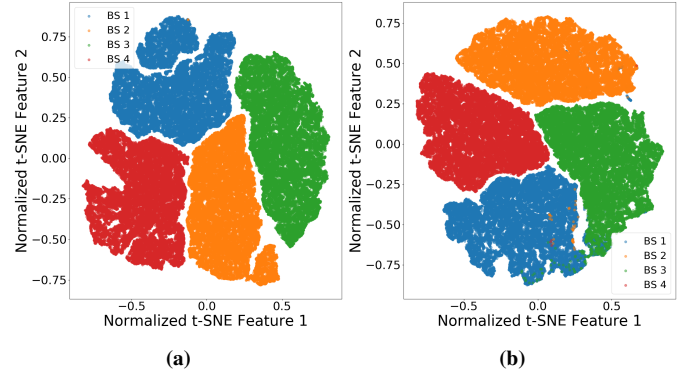 BS 1
BS 2
BS 3
BS 4
0.75
0.50
0.25
0.00
−0.25
−0.50
−0.75
Normalized t-SNE Feature 2
−0.5
0.0
0.5
Normalized t-SNE Feature 1
(a)
0.75
0.50
0.25
0.00
−0.25
−0.50
−0.75
Normalized t-SNE Feature 2
BS 1
BS 2
BS 3
BS 4
−0.5
0.0
0.5
Normalized t-SNE Feature 1
(b)